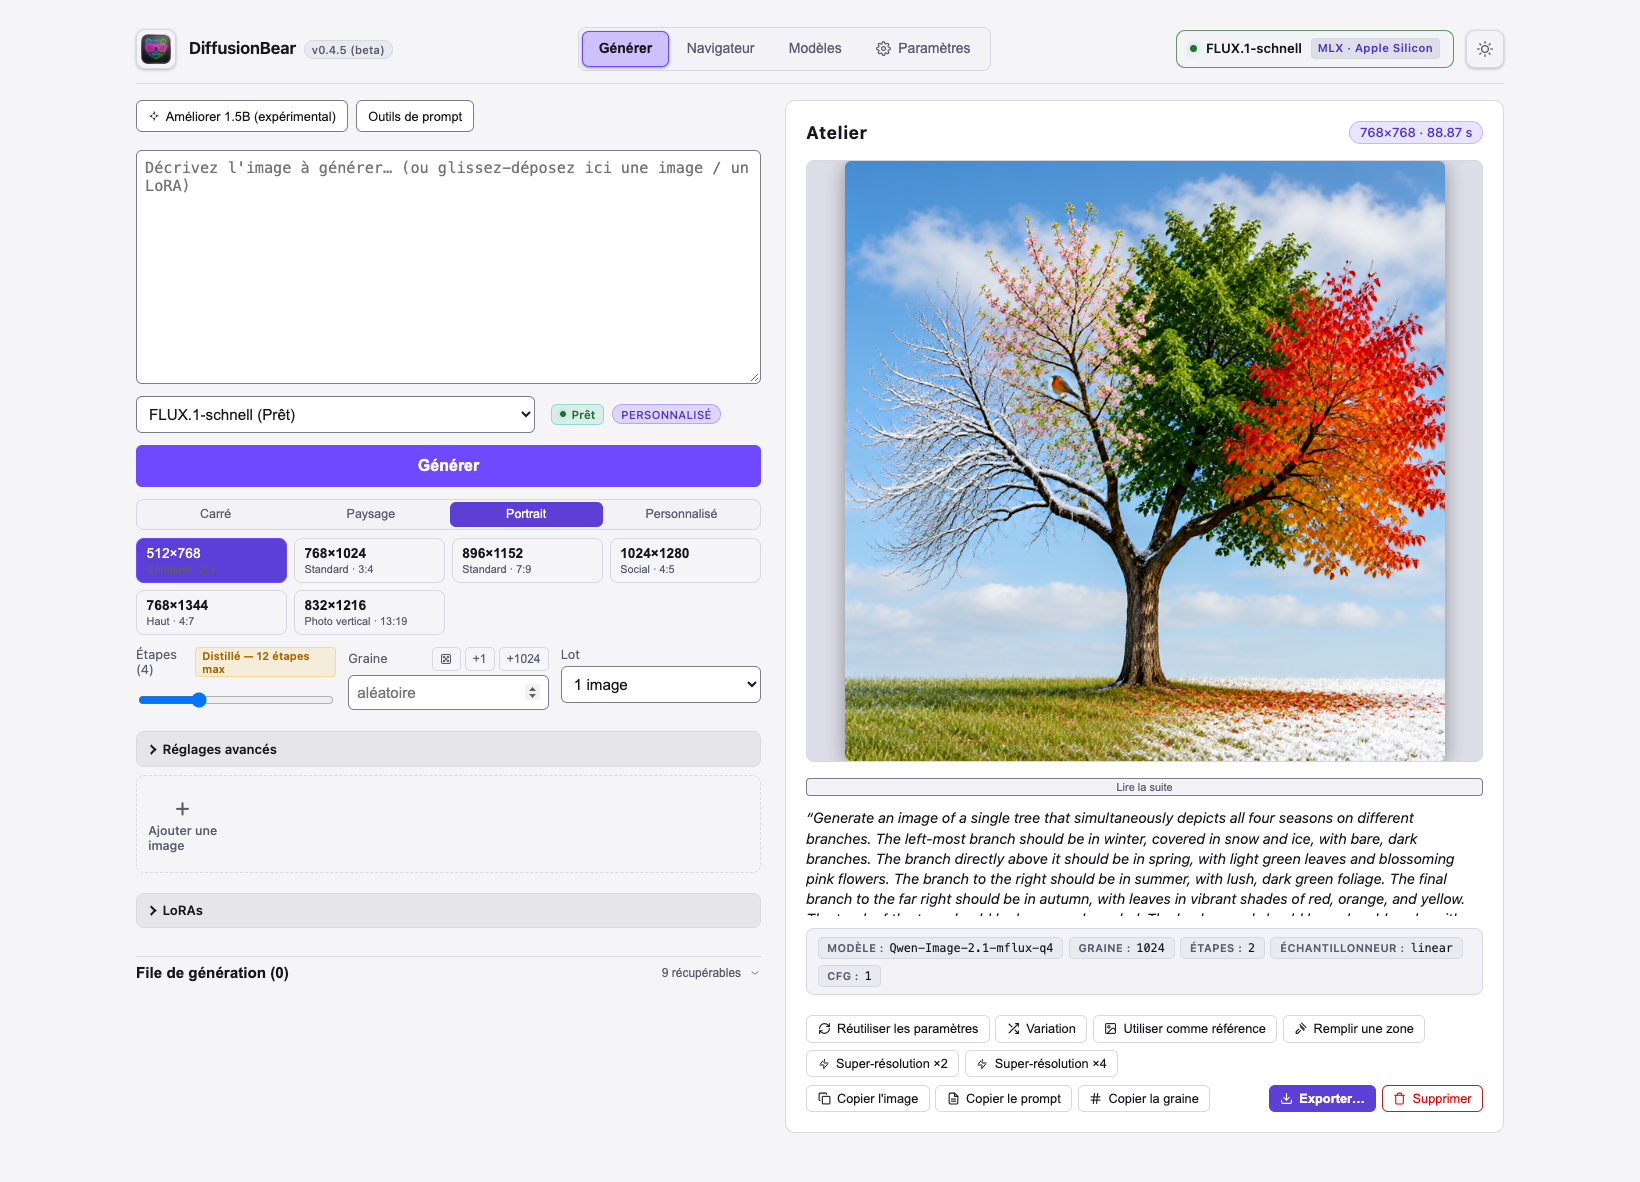 DiffusionBear v0.4.5 (beta)
Générer Navigateur Modèles Paramètres
FLUX.1-schnell MLX · Apple Silicon
Améliorer 1.5B (expérimental) Outils de prompt
Décrivez l'image à générer… (ou glissez-déposez ici une image / un
LoRA)
FLUX.1-schnell (Prêt) Prêt PERSONNALISÉ
Générer
Carré Paysage Portrait Personnalisé
512×768
768×1024
Standard · 3:4
896×1152
Standard · 7:9
1024×1280
Social · 4:5
768×1344
Haut · 4:7
832×1216
Photo vertical · 13:19
Étapes
(4)
Distillé — 12 étapes
max
Graine +1 +1024
aléatoire
Lot
1 image
Réglages avancés
+
Ajouter une
image
LoRAs
File de génération (0) 9 récupérables
Atelier 768×768 · 88.87 s
Lire la suite
“Generate an image of a single tree that simultaneously depicts all four seasons on different
branches. The left-most branch should be in winter, covered in snow and ice, with bare, dark
branches. The branch directly above it should be in spring, with light green leaves and blossoming
pink flowers. The branch to the right should be in summer, with lush, dark green foliage. The final
branch to the far right should be in autumn, with leaves in vibrant shades of red, orange, and yellow.
MODÈLE : Qwen-Image-2.1-mflux-q4 GRAINE : 1024 ÉTAPES : 2 ÉCHANTILLONNEUR : linear
CFG : 1
Réutiliser les paramètres Variation Utiliser comme référence Remplir une zone
Super-résolution ×2 Super-résolution ×4
Copier l'image Copier le prompt Copier la graine Exporter… Supprimer